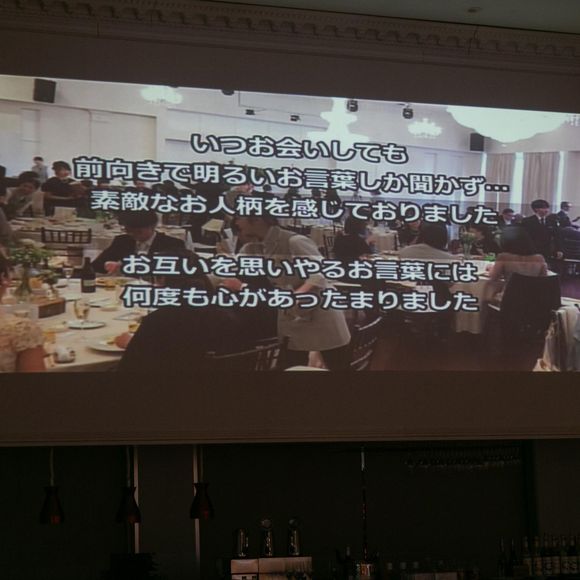 いつお会いしても
前向きで明るいお言葉しか聞かず…
素敵なお人柄を感じておりました
お互いを思いやるお言葉には
何度も心があったまりました